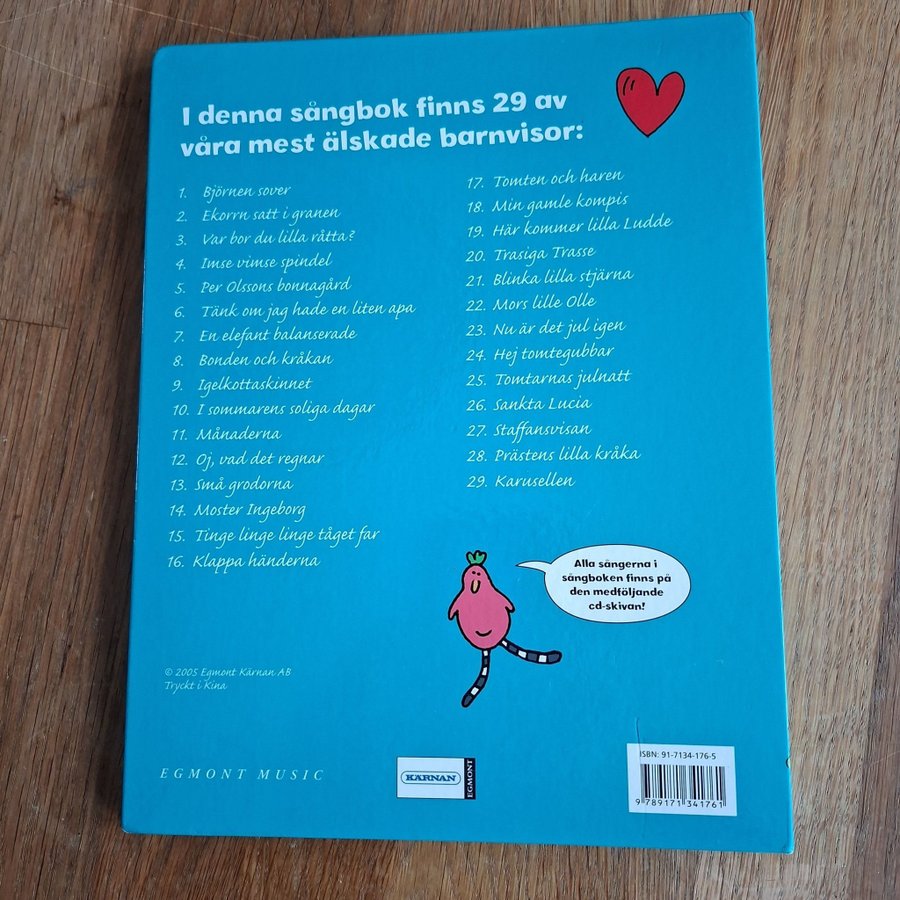 I denna sångbok finns 29 av
våra mest älskade barnvisor:
1. Björnen sover
2. Ekorrn satt i granen
3. Var bor du lilla råtta?
4. Imse vimse spindel
5. Per Olssons bonnagård
6. Tänk om jag hade en liten apa
7. En elefant balanserade
8. Bonden och kråkan
9. Igelkottaskinnet
10. I sommarens soliga dagar
11. Månaderna
12. Oj, vad det regnar
13. Små grodorna
14. Moster Ingeborg
15. Tinge linge linge tåget far
16. Klappa händerna
17. Tomten och haren
18. Min gamle kompis
19. Här kommer lilla Ludde
20. Trasiga Trasse
21. Blinka lilla stjärna
22. Mors lille Olle
23. Nu är det jul igen
24. Hej tomtegubbar
25. Tomtarnas julnatt
26. Sankta Lucia
27. Staffansvisan
28. Prästens lilla kråka
29. Karusellen
Alla sångerna i
sångboken finns på
den medföljande
cd-skivan!
© 2005 Egmont Kärnan AB
Tryckt i Kina
EGMONT MUSIC
KÄRNAN
EGMONT
ISBN: 91-7134-176-5
9 789171 341761